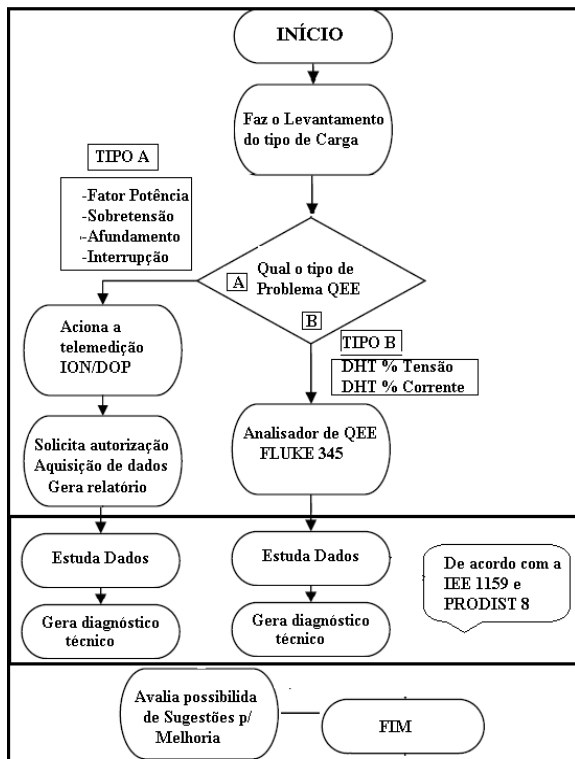 INÍCIO
Faz o Levantamento
do tipo de Carga
TIPO A
-Fator Potência
-Sobretensão
-Afundamento
-Interrupção
Qual o tipo de
Problema QEE
A
B
Aciona a
telemedição
ION/DOP
TIPO B
DHT % Tensão
DHT % Corrente
Solicita autorização
Aquisição de dados
Gera relatório
Analisador de QEE
FLUKE 345
Estuda Dados
Estuda Dados
De acordo com a
IEE 1159 e
PRODIST 8
Gera diagnóstico
técnico
Gera diagnóstico
técnico
Avalia possibilida
de Sugestões p/
Melhoria
FIM